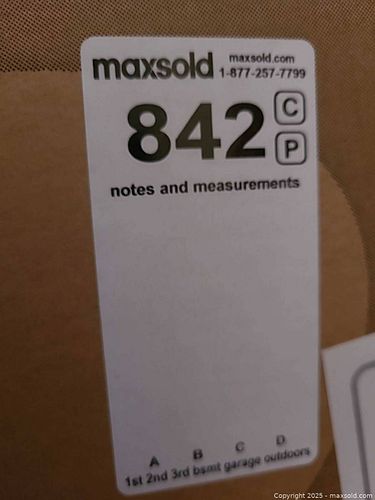 maxsold maxsold.com
1-877-257-7799
842 C
P
notes and measurements
A B C D
1st 2nd 3rd bsmt garage outdoors
Copyright 2025 - maxsold.com